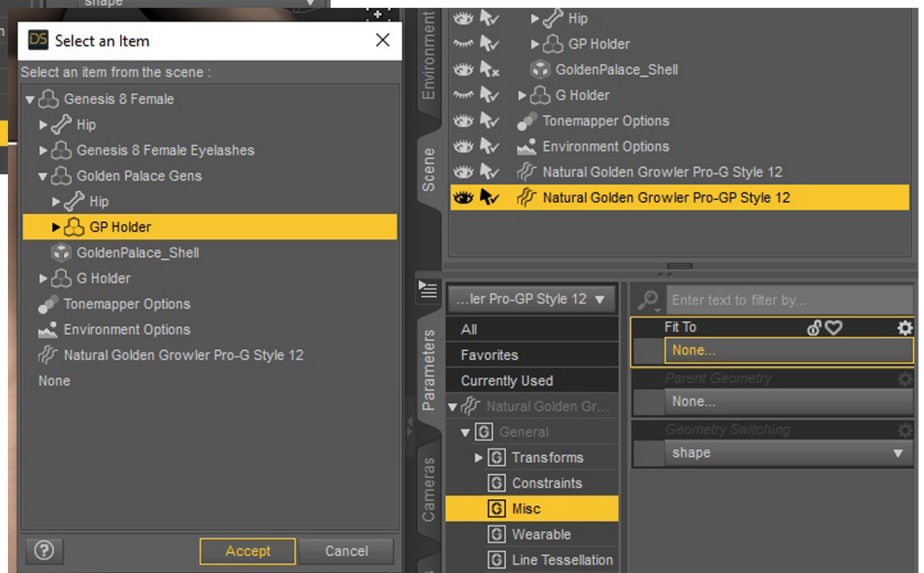 shape
DS Select an Item
Select an item from the scene :
Genesis 8 Female
Hip
Genesis 8 Female Eyelashes
Golden Palace Gens
Hip
GP Holder
GoldenPalace_Shell
G Holder
Tonemapper Options
Environment Options
Natural Golden Growler Pro-G Style 12
None
? Accept Cancel
Environment
Scene
Hip
GP Holder
GoldenPalace_Shell
G Holder
Tonemapper Options
Environment Options
Natural Golden Growler Pro-G Style 12
Natural Golden Growler Pro-GP Style 12
Parameters
Cameras
...ler Pro-GP Style 12
All
Favorites
Currently Used
Natural Golden Gr...
G General
G Transforms
G Constraints
G Misc
G Wearable
G Line Tessellation
Enter text to filter by...
Fit To
None...
Parent Geometry
None...
Geometry Switching
shape